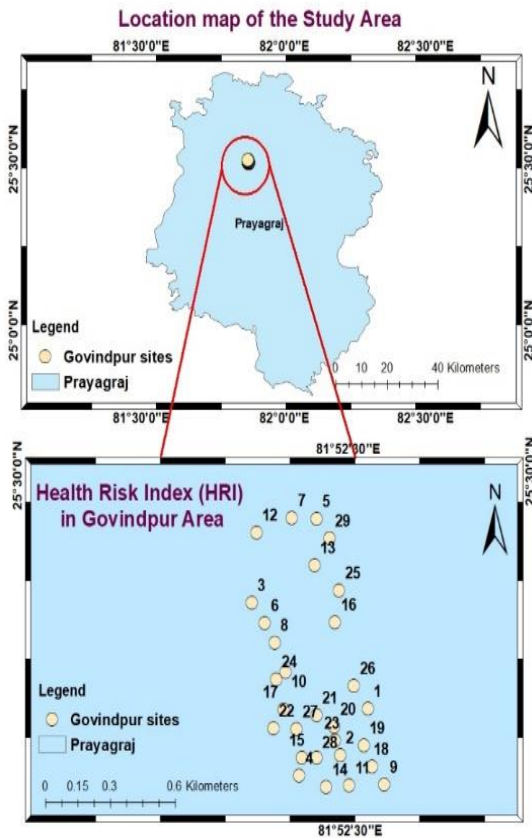 Location map of the Study Area
81°30'0"E 82°0'0"E 82°30'0"E
N
25°30'0"N
25°30'0"N
Prayagraj
25°0'0"N
25°0'0"N
Legend
Govindpur sites
Prayagraj
0 10 20 40 Kilometers
81°30'0"E 82°0'0"E 82°30'0"E
81°52'30"E
25°30'0"N
25°30'0"N
Health Risk Index (HRI)
in Govindpur Area
N
7 5
12 29
13
25
3
6 16
8
24 26
17 10
21 1
22 27 20
23 19
15 28 2 18
4 14 11 9
Legend
Govindpur sites
Prayagraj
0 0.15 0.3 0.6 Kilometers
81°52'30"E